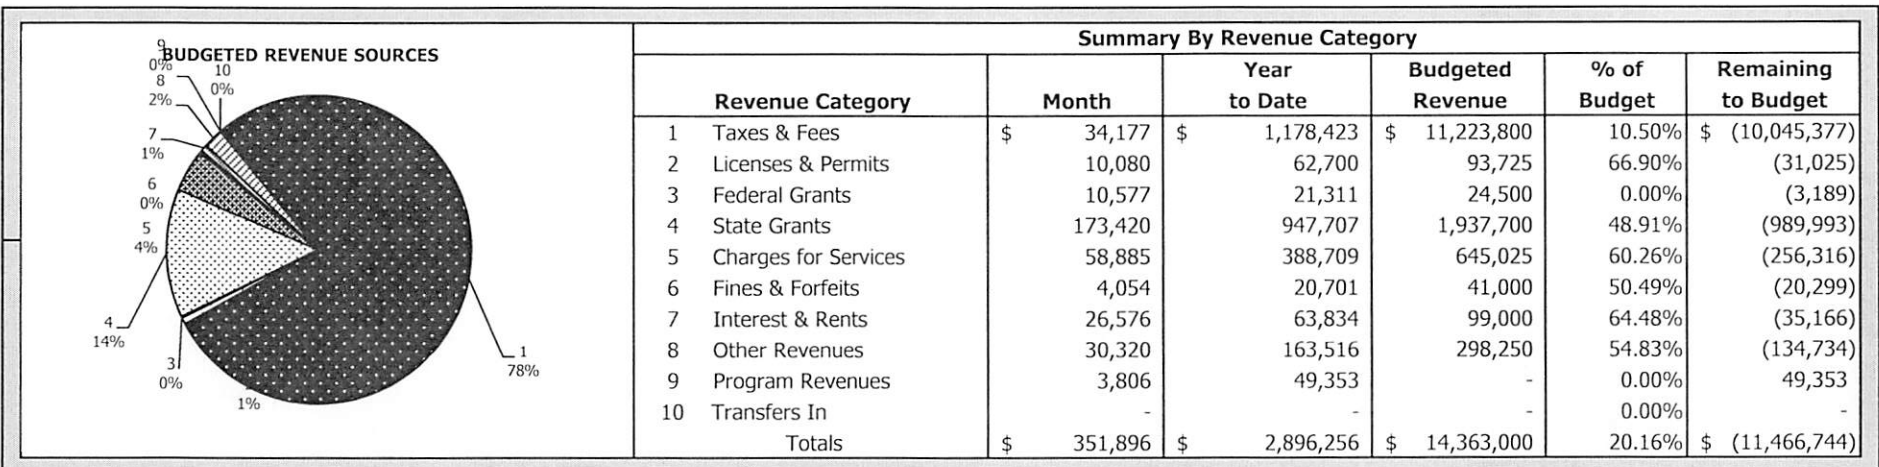 BUDGETED REVENUE SOURCES
9
0%
10
0%
8
2%
7
1%
6
0%
5
4%
4
14%
3
0%
1%
1
78%
Summary By Revenue Category
Revenue Category Month Year to Date Budgeted Revenue % of Budget Remaining to Budget
1 Taxes & Fees $ 34,177 $ 1,178,423 $ 11,223,800 10.50% $ (10,045,377)
2 Licenses & Permits 10,080 62,700 93,725 66.90% (31,025)
3 Federal Grants 10,577 21,311 24,500 0.00% (3,189)
4 State Grants 173,420 947,707 1,937,700 48.91% (989,993)
5 Charges for Services 58,885 388,709 645,025 60.26% (256,316)
6 Fines & Forfeits 4,054 20,701 41,000 50.49% (20,299)
7 Interest & Rents 26,576 63,834 99,000 64.48% (35,166)
8 Other Revenues 30,320 163,516 298,250 54.83% (134,734)
9 Program Revenues 3,806 49,353 - 0.00% 49,353
10 Transfers In - - - 0.00% -
Totals $ 351,896 $ 2,896,256 $ 14,363,000 20.16% $ (11,466,744)